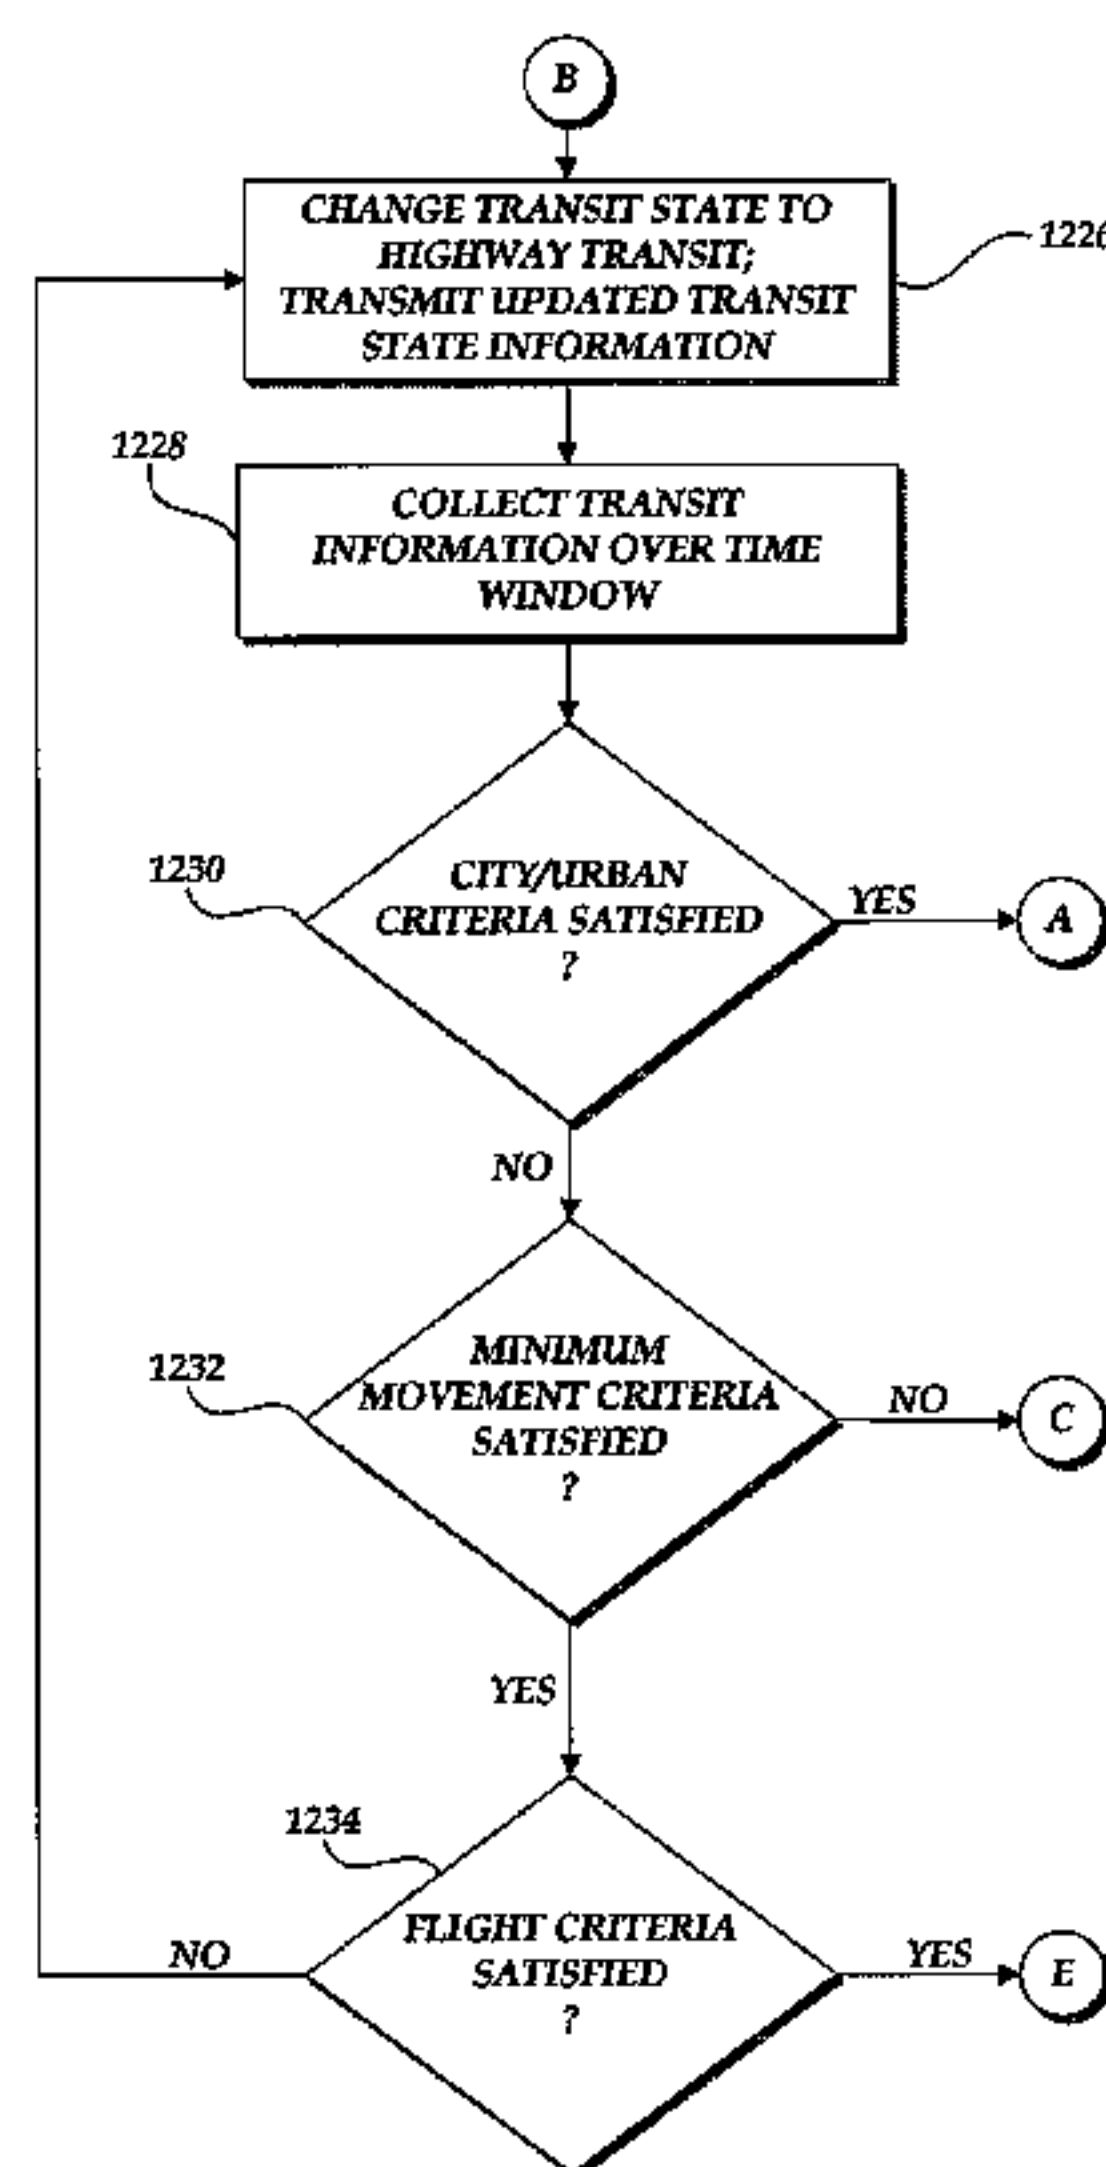 B
CHANGE TRANSIT STATE TO
HIGHWAY TRANSIT;
TRANSMIT UPDATED TRANSIT
STATE INFORMATION
1226
1228
COLLECT TRANSIT
INFORMATION OVER TIME
WINDOW
1230
CITY/URBAN
CRITERIA SATISFIED
?
YES
A
NO
1232
MINIMUM
MOVEMENT CRITERIA
SATISFIED
?
NO
C
YES
1234
FLIGHT CRITERIA
SATISFIED
?
NO
YES
E